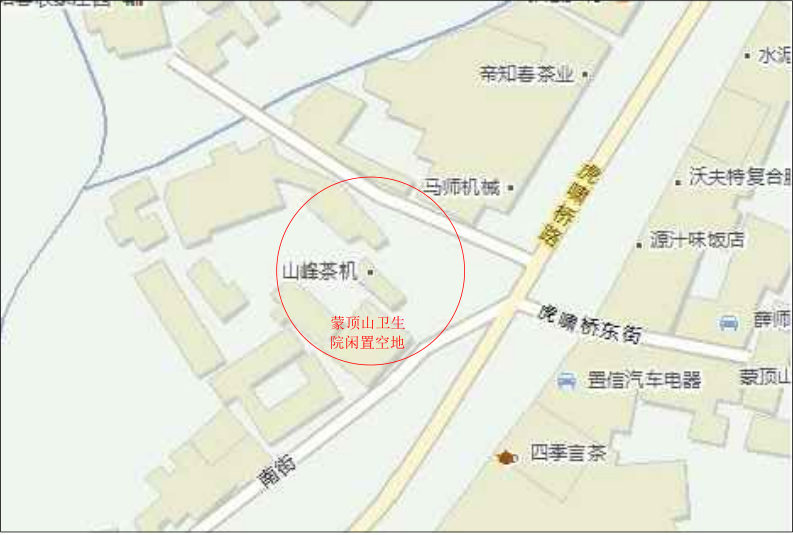 帝知春茶业
水泥
马师机械
沃夫特复合肥
虎啸桥路
源汁味饭店
山峰茶机
蒙顶山卫生
院闲置空地
虎啸桥东街
薛师
置信汽车电器
蒙顶山
四季言茶
南街